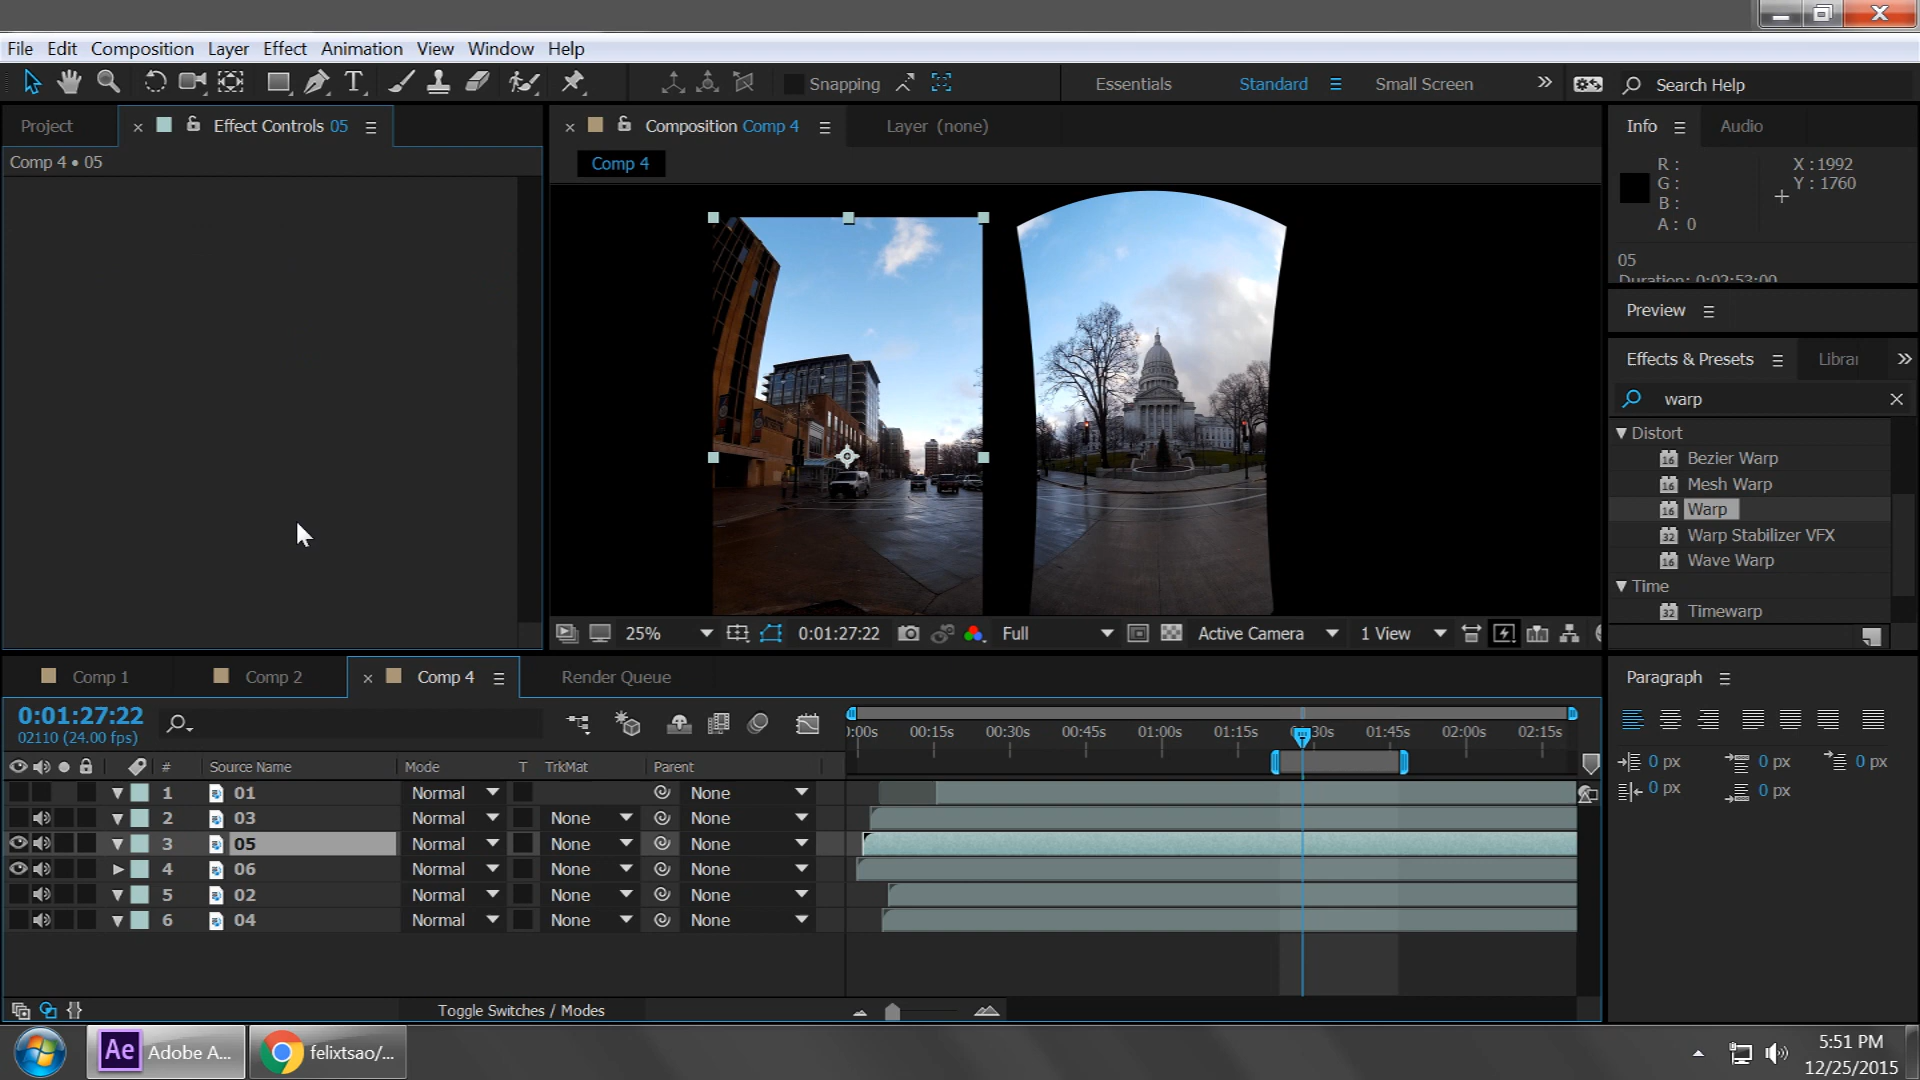 File Edit Composition Layer Effect Animation View Window Help
Snapping Essentials Standard Small Screen Search Help
Project Effect Controls 05
Composition Comp 4 Layer (none)
Info Audio
Comp 4 • 05
Comp 4
R :
G :
B :
A : 0
X : 1992
Y : 1760
05
Duration: 0:02:53:00
Preview
Effects & Presets
warp
Distort
Bezier Warp
Mesh Warp
Warp
Warp Stabilizer VFX
Wave Warp
Time
Timewarp
25% 0:01:27:22 Full Active Camera 1 View
Comp 1 Comp 2 Comp 4 Render Queue
Paragraph
0:01:27:22
02110 (24.00 fps)
:00s 00:15s 00:30s 00:45s 01:00s 01:15s 01:45s 02:00s 02:15s
# Source Name Mode T TrkMat Parent
1 01 Normal None
2 03 Normal None None
3 05 Normal None None
4 06 Normal None None
5 02 Normal None None
6 04 Normal None None
0 px 0 px 0 px
0 px 0 px
Toggle Switches / Modes
Ae Adobe A... felixtsao/...
5:51 PM
12/25/2015